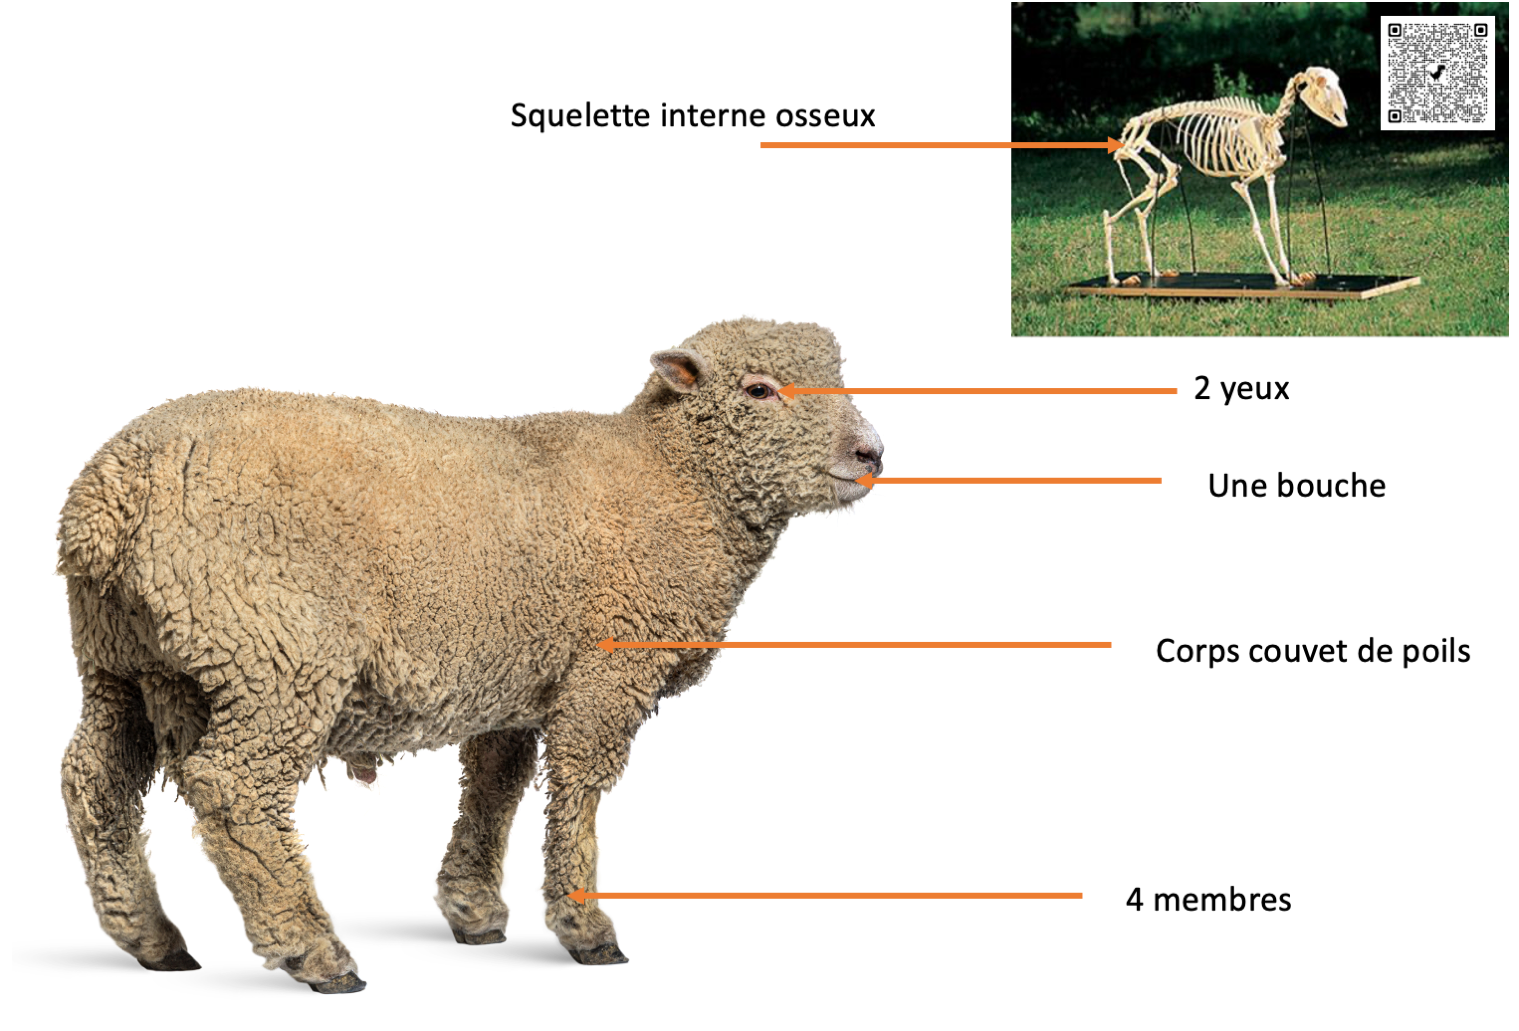 Squelette interne osseux
2 yeux
Une bouche
Corps couvet de poils
4 membres